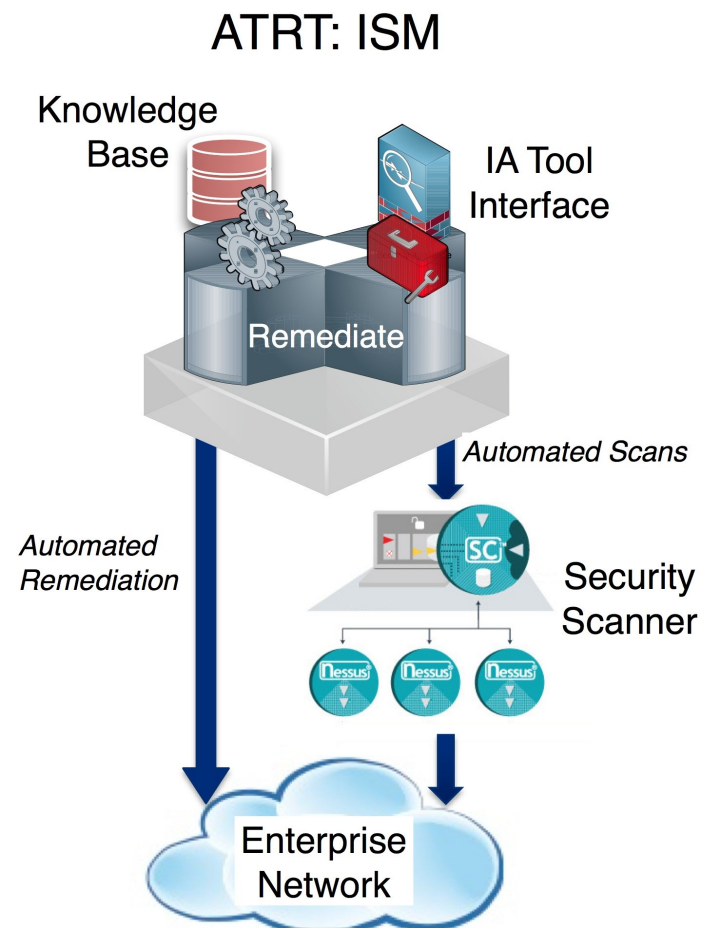 ATRT: ISM
Knowledge
Base
IA Tool
Interface
Remediate
Automated Scans
Automated
Remediation
SC
Security
Scanner
nessus®
nessus®
nessus®
Enterprise
Network